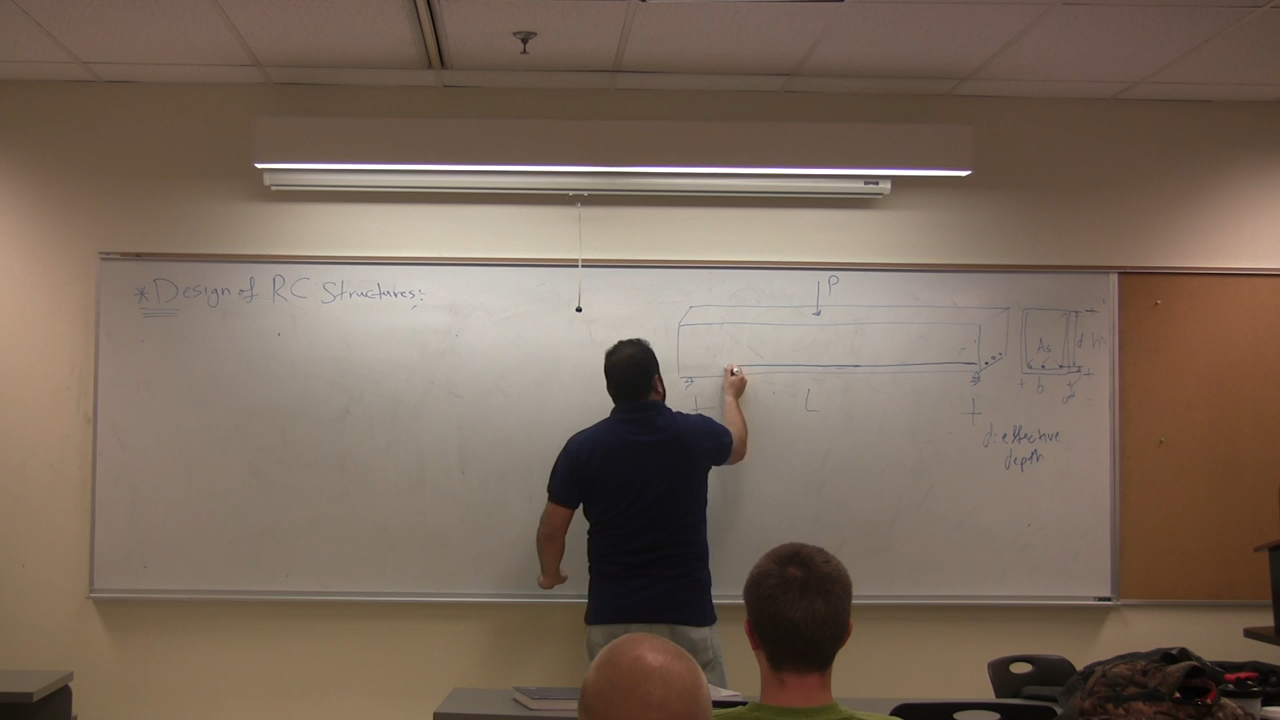 *Design of RC Structures:
P
d h
As
b
d'
L
d: effective
depth